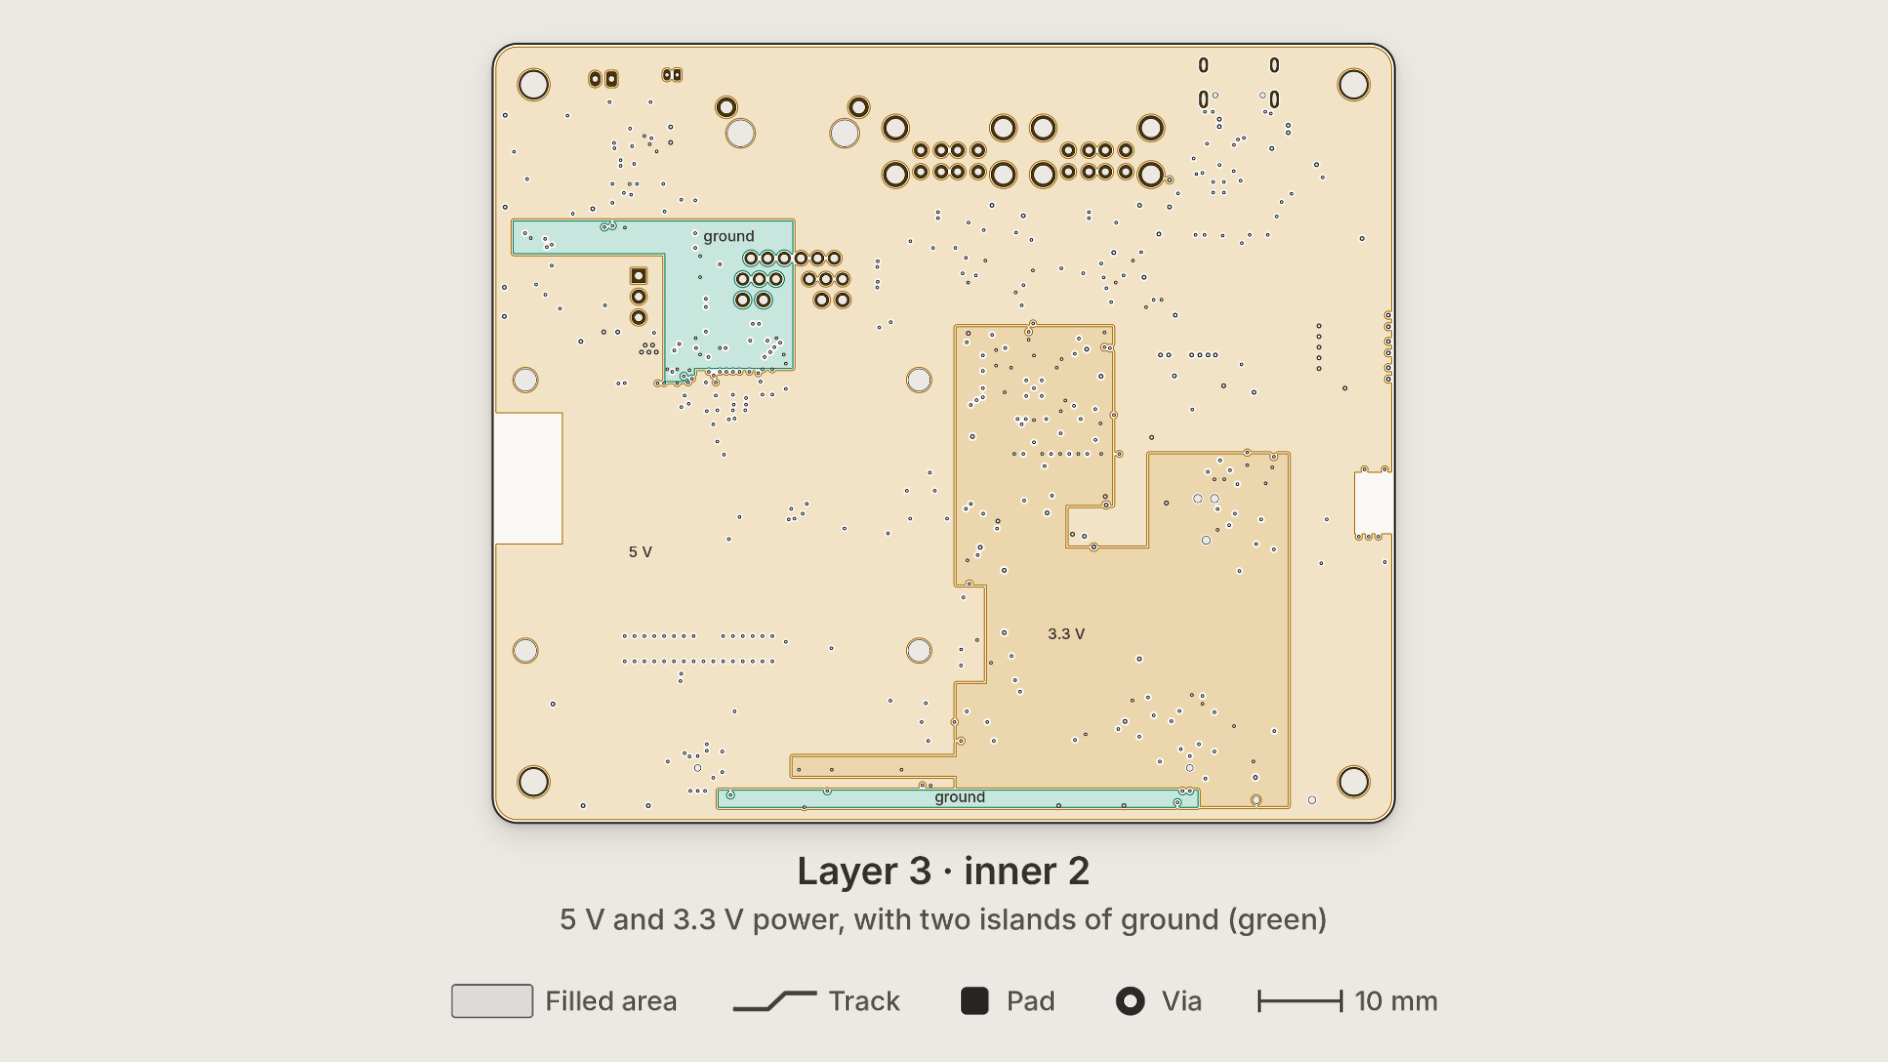 ground
5 V
3.3 V
ground
Layer 3 · inner 2
5 V and 3.3 V power, with two islands of ground (green)
Filled area
Track
Pad
Via
10 mm